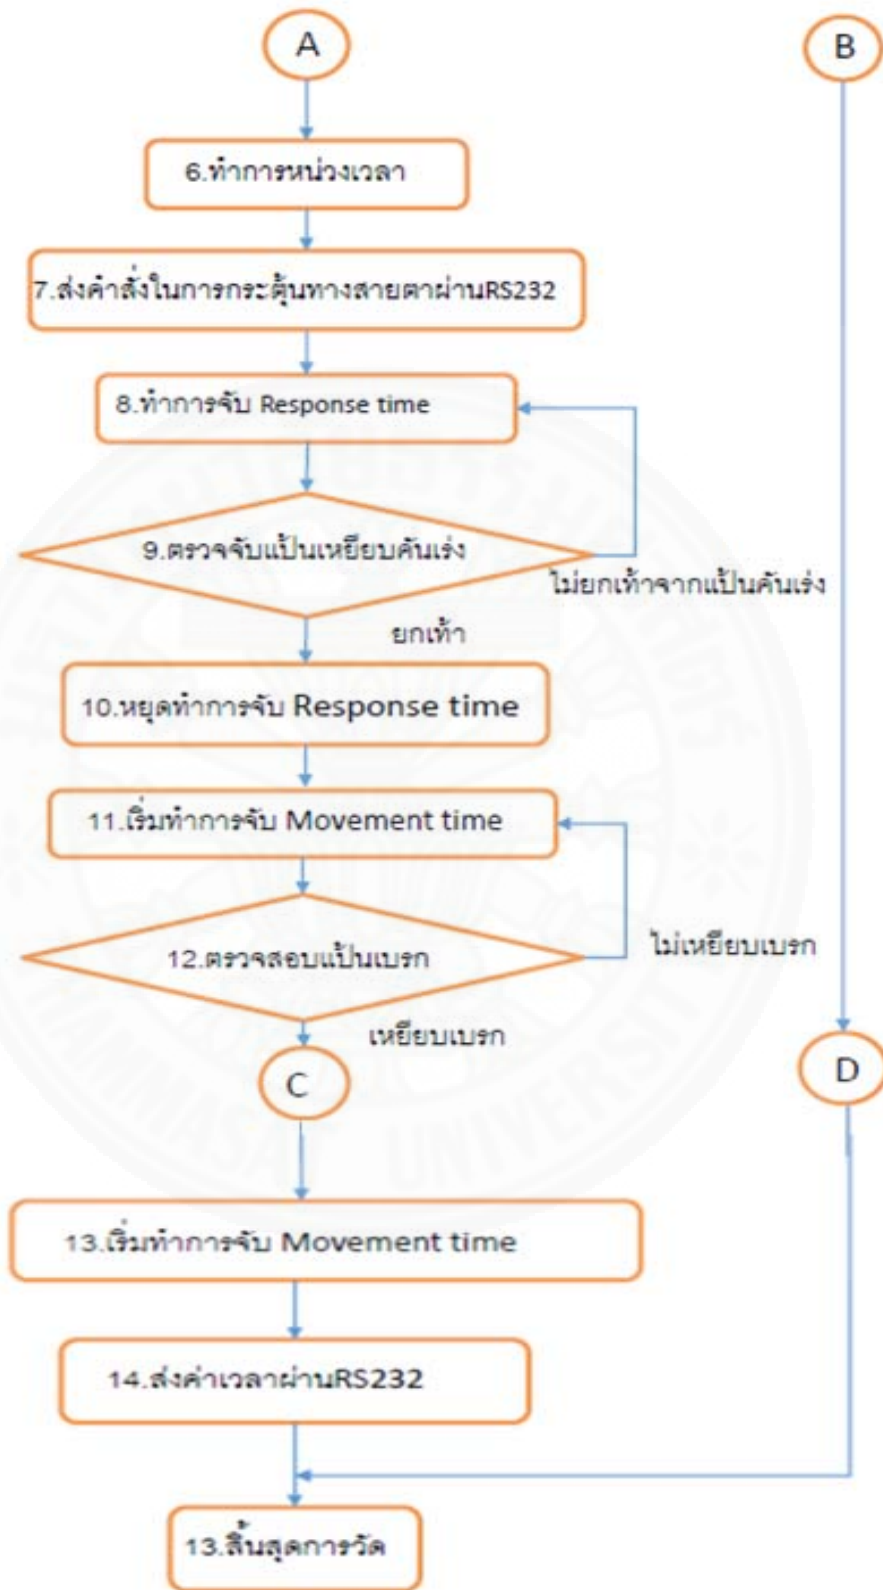 A
B
6.ทำการหน่วงเวลา
7.ส่งคำสั่งในการกระตุ้นทางสายตาผ่านRS232
8.ทำการจับ Response time
9.ตรวจจับแป้นเหยียบคันเร่ง
ไม่ยกเท้าจากแป้นคันเร่ง
ยกเท้า
10.หยุดทำการจับ Response time
11.เริ่มทำการจับ Movement time
12.ตรวจสอบแป้นเบรก
ไม่เหยียบเบรก
เหยียบเบรก
C
D
13.เริ่มทำการจับ Movement time
14.ส่งค่าเวลาผ่านRS232
13.สิ้นสุดการวัด